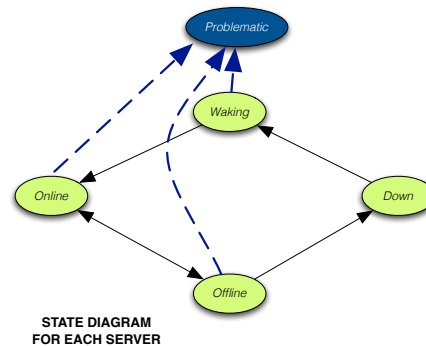 Problematic
Waking
Online
Down
Offline
STATE DIAGRAM
FOR EACH SERVER